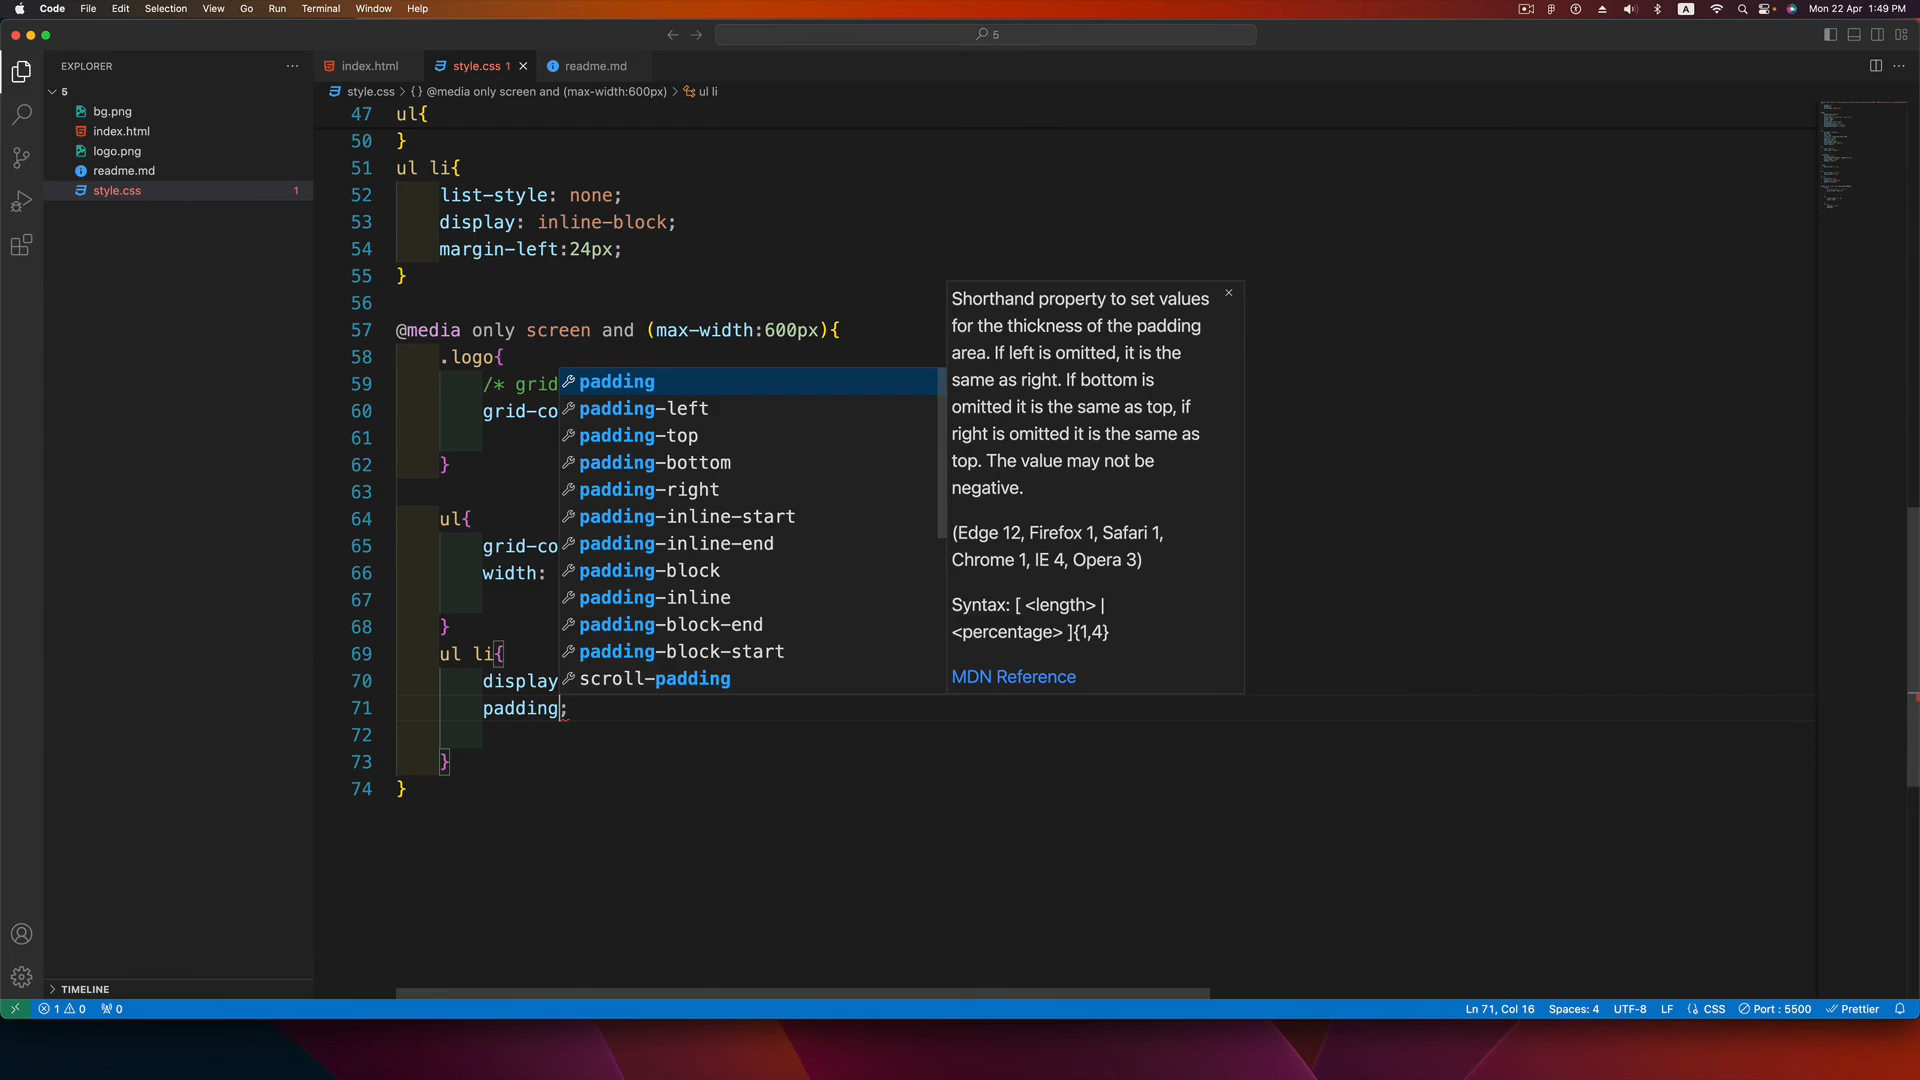 Code File Edit Selection View Go Run Terminal Window Help
A Mon 22 Apr 1:49 PM
5
EXPLORER
5
bg.png
index.html
logo.png
readme.md
style.css 1
TIMELINE
index.html style.css 1 readme.md
style.css > {} @media only screen and (max-width:600px) > ul li
47 ul{
50 }
51 ul li{
52 list-style: none;
53 display: inline-block;
54 margin-left:24px;
55 }
56
57 @media only screen and (max-width:600px){
58 .logo{
59 /* grid
60 grid-co
61
62 }
63
64 ul{
65 grid-co
66 width:
67
68 }
69 ul li{
70 display
71 padding;
72
73 }
74 }
padding
padding-left
padding-top
padding-bottom
padding-right
padding-inline-start
padding-inline-end
padding-block
padding-inline
padding-block-end
padding-block-start
scroll-padding
Shorthand property to set values
for the thickness of the padding
area. If left is omitted, it is the
same as right. If bottom is
omitted it is the same as top, if
right is omitted it is the same as
top. The value may not be
negative.
(Edge 12, Firefox 1, Safari 1,
Chrome 1, IE 4, Opera 3)
Syntax: [ <length> |
<percentage> ]{1,4}
MDN Reference
1 0 0 Ln 71, Col 16 Spaces: 4 UTF-8 LF {} CSS Port : 5500 Prettier